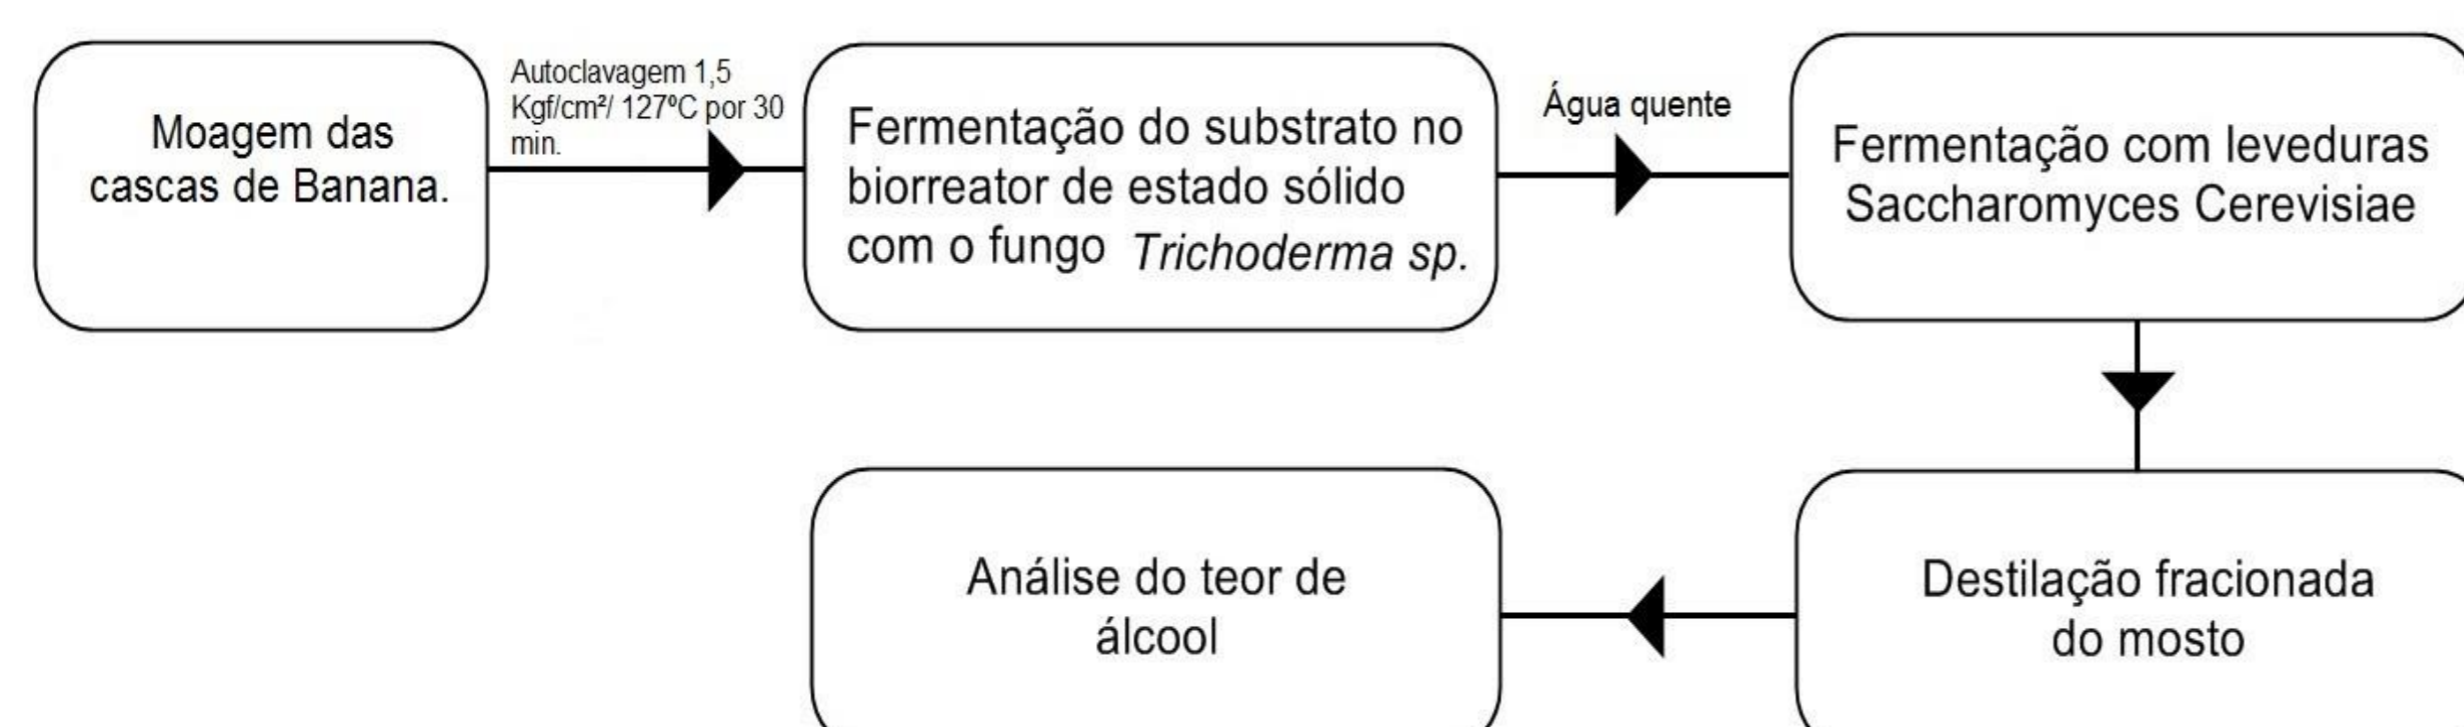 Moagem das
cascas de Banana.
Autoclavagem 1,5
Kgf/cm²/ 127ºC por 30
min.
Fermentação do substrato no
biorreator de estado sólido
com o fungo Trichoderma sp.
Água quente
Fermentação com leveduras
Saccharomyces Cerevisiae
Destilação fracionada
do mosto
Análise do teor de
álcool